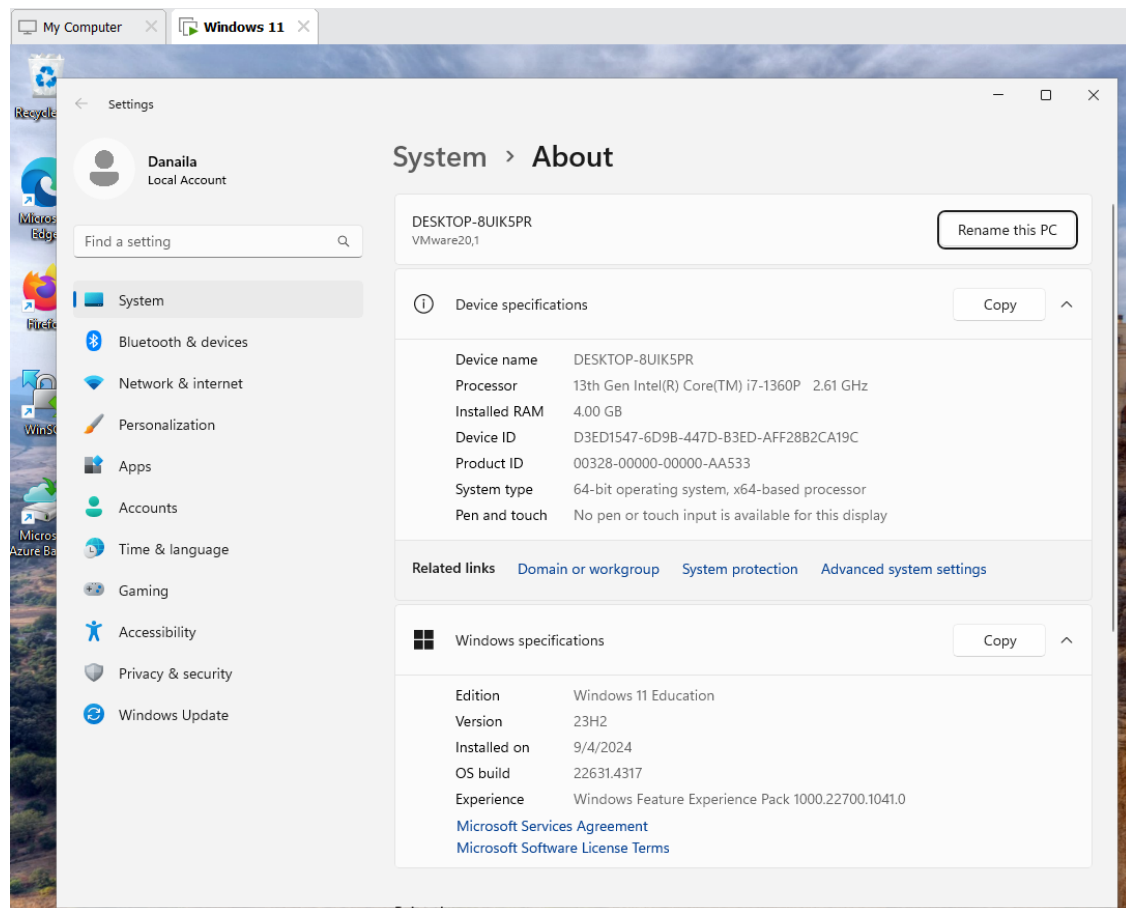 My Computer
Windows 11
Settings
Danaila
Local Account
Find a setting
System
Bluetooth & devices
Network & internet
Personalization
Apps
Accounts
Time & language
Gaming
Accessibility
Privacy & security
Windows Update
System > About
DESKTOP-8UIK5PR
VMware20,1
Rename this PC
Device specifications
Copy
Device name DESKTOP-8UIK5PR
Processor 13th Gen Intel(R) Core(TM) i7-1360P 2.61 GHz
Installed RAM 4.00 GB
Device ID D3ED1547-6D9B-447D-B3ED-AFF28B2CA19C
Product ID 00328-00000-00000-AA533
System type 64-bit operating system, x64-based processor
Pen and touch No pen or touch input is available for this display
Related links Domain or workgroup System protection Advanced system settings
Windows specifications
Copy
Edition Windows 11 Education
Version 23H2
Installed on 9/4/2024
OS build 22631.4317
Experience Windows Feature Experience Pack 1000.22700.1041.0
Microsoft Services Agreement
Microsoft Software License Terms